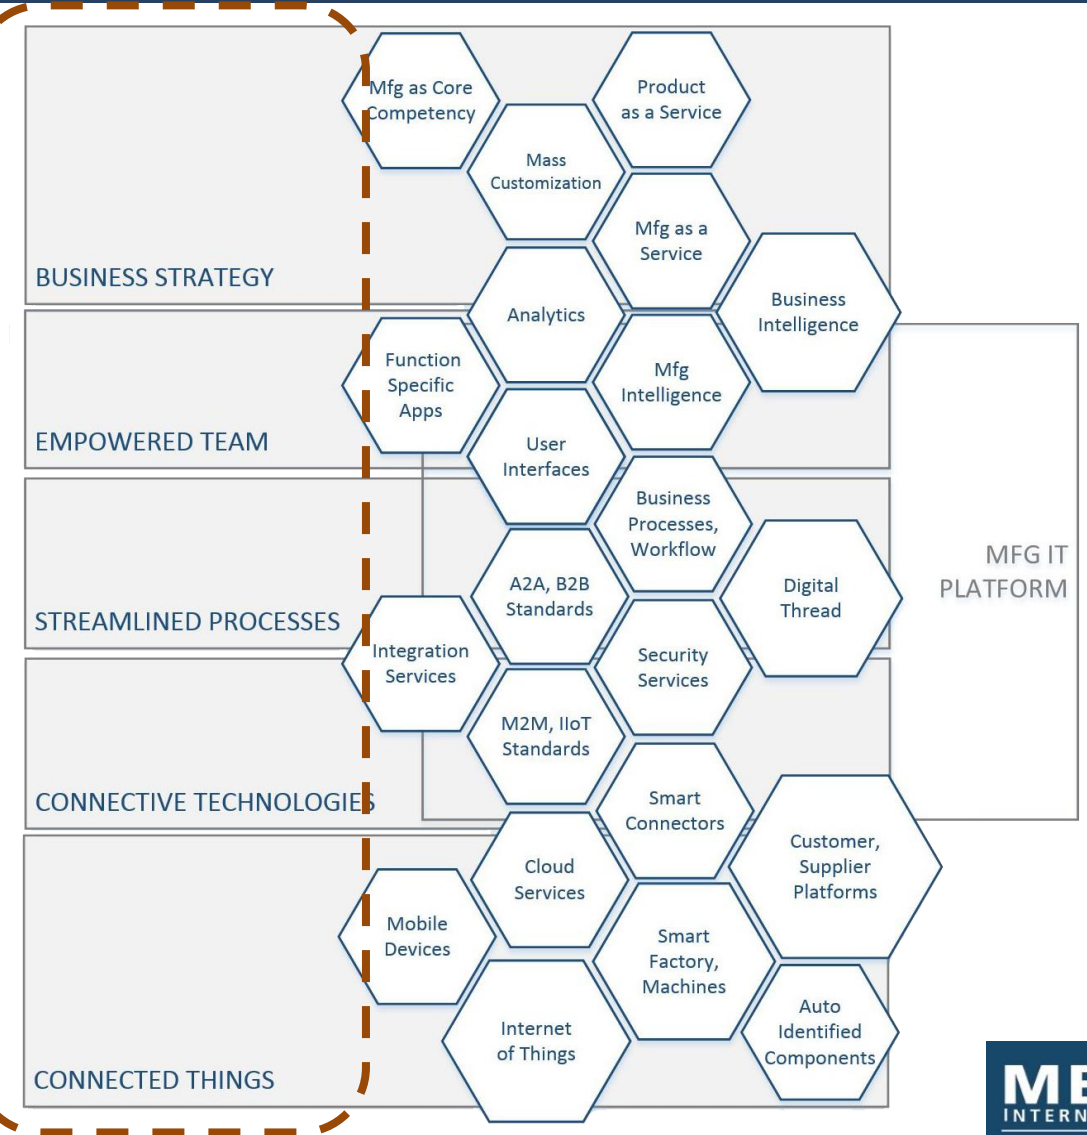 Mfg as Core
Competency
Product
as a Service
Mass
Customization
Mfg as a
Service
BUSINESS STRATEGY
Analytics
Business
Intelligence
Function
Specific
Apps
Mfg
Intelligence
EMPOWERED TEAM
User
Interfaces
Business
Processes,
Workflow
MFG IT
PLATFORM
A2A, B2B
Standards
Digital
Thread
STREAMLINED PROCESSES
Integration
Services
Security
Services
M2M, IIoT
Standards
CONNECTIVE TECHNOLOGIES
Smart
Connectors
Customer,
Supplier
Platforms
Cloud
Services
Mobile
Devices
Smart
Factory,
Machines
Internet
of Things
Auto
Identified
Components
CONNECTED THINGS